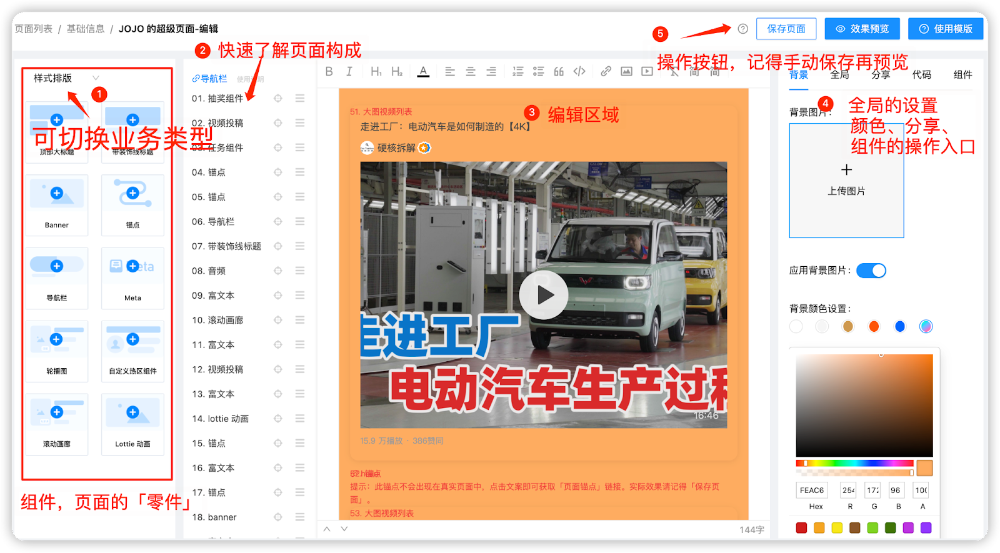 页面列表 / 基础信息 / JOJO 的超级页面-编辑
5
保存页面
效果预览
使用模版
2 快速了解页面构成
操作按钮，记得手动保存再预览
样式排版
1
可切换业务类型
顶部大标题
带装饰线标题
Banner
锚点
导航栏
Meta
轮播图
自定义热区组件
滚动画廊
Lottie 动画
组件，页面的「零件」
导航栏
01. 抽奖组件
02. 视频投稿
03. 任务组件
04. 锚点
05. 锚点
06. 导航栏
07. 带装饰线标题
08. 音频
09. 富文本
10. 滚动画廊
11. 富文本
12. 视频投稿
13. 富文本
14. lottie 动画
15. 锚点
16. 富文本
17. 锚点
18. banner
B I H1 H2 A
简 简
51. 大图视频列表
3 编辑区域
走进工厂：电动汽车是如何制造的【4K】
硬核拆解
走进工厂
电动汽车生产过程
16:46
15.9 万播放 · 386赞同
锚点
提示：此锚点不会出现在真实页面中，点击文案即可获取「页面锚点」链接。实际效果请记得「保存页
面」。
53. 大图视频列表
144字
背景 全局 分享 代码 组件
4 全局的设置
颜色、分享、
组件的操作入口
背景图片：
上传图片
应用背景图片：
背景颜色设置：
FEAC6 254 172 96 100
Hex R G B A